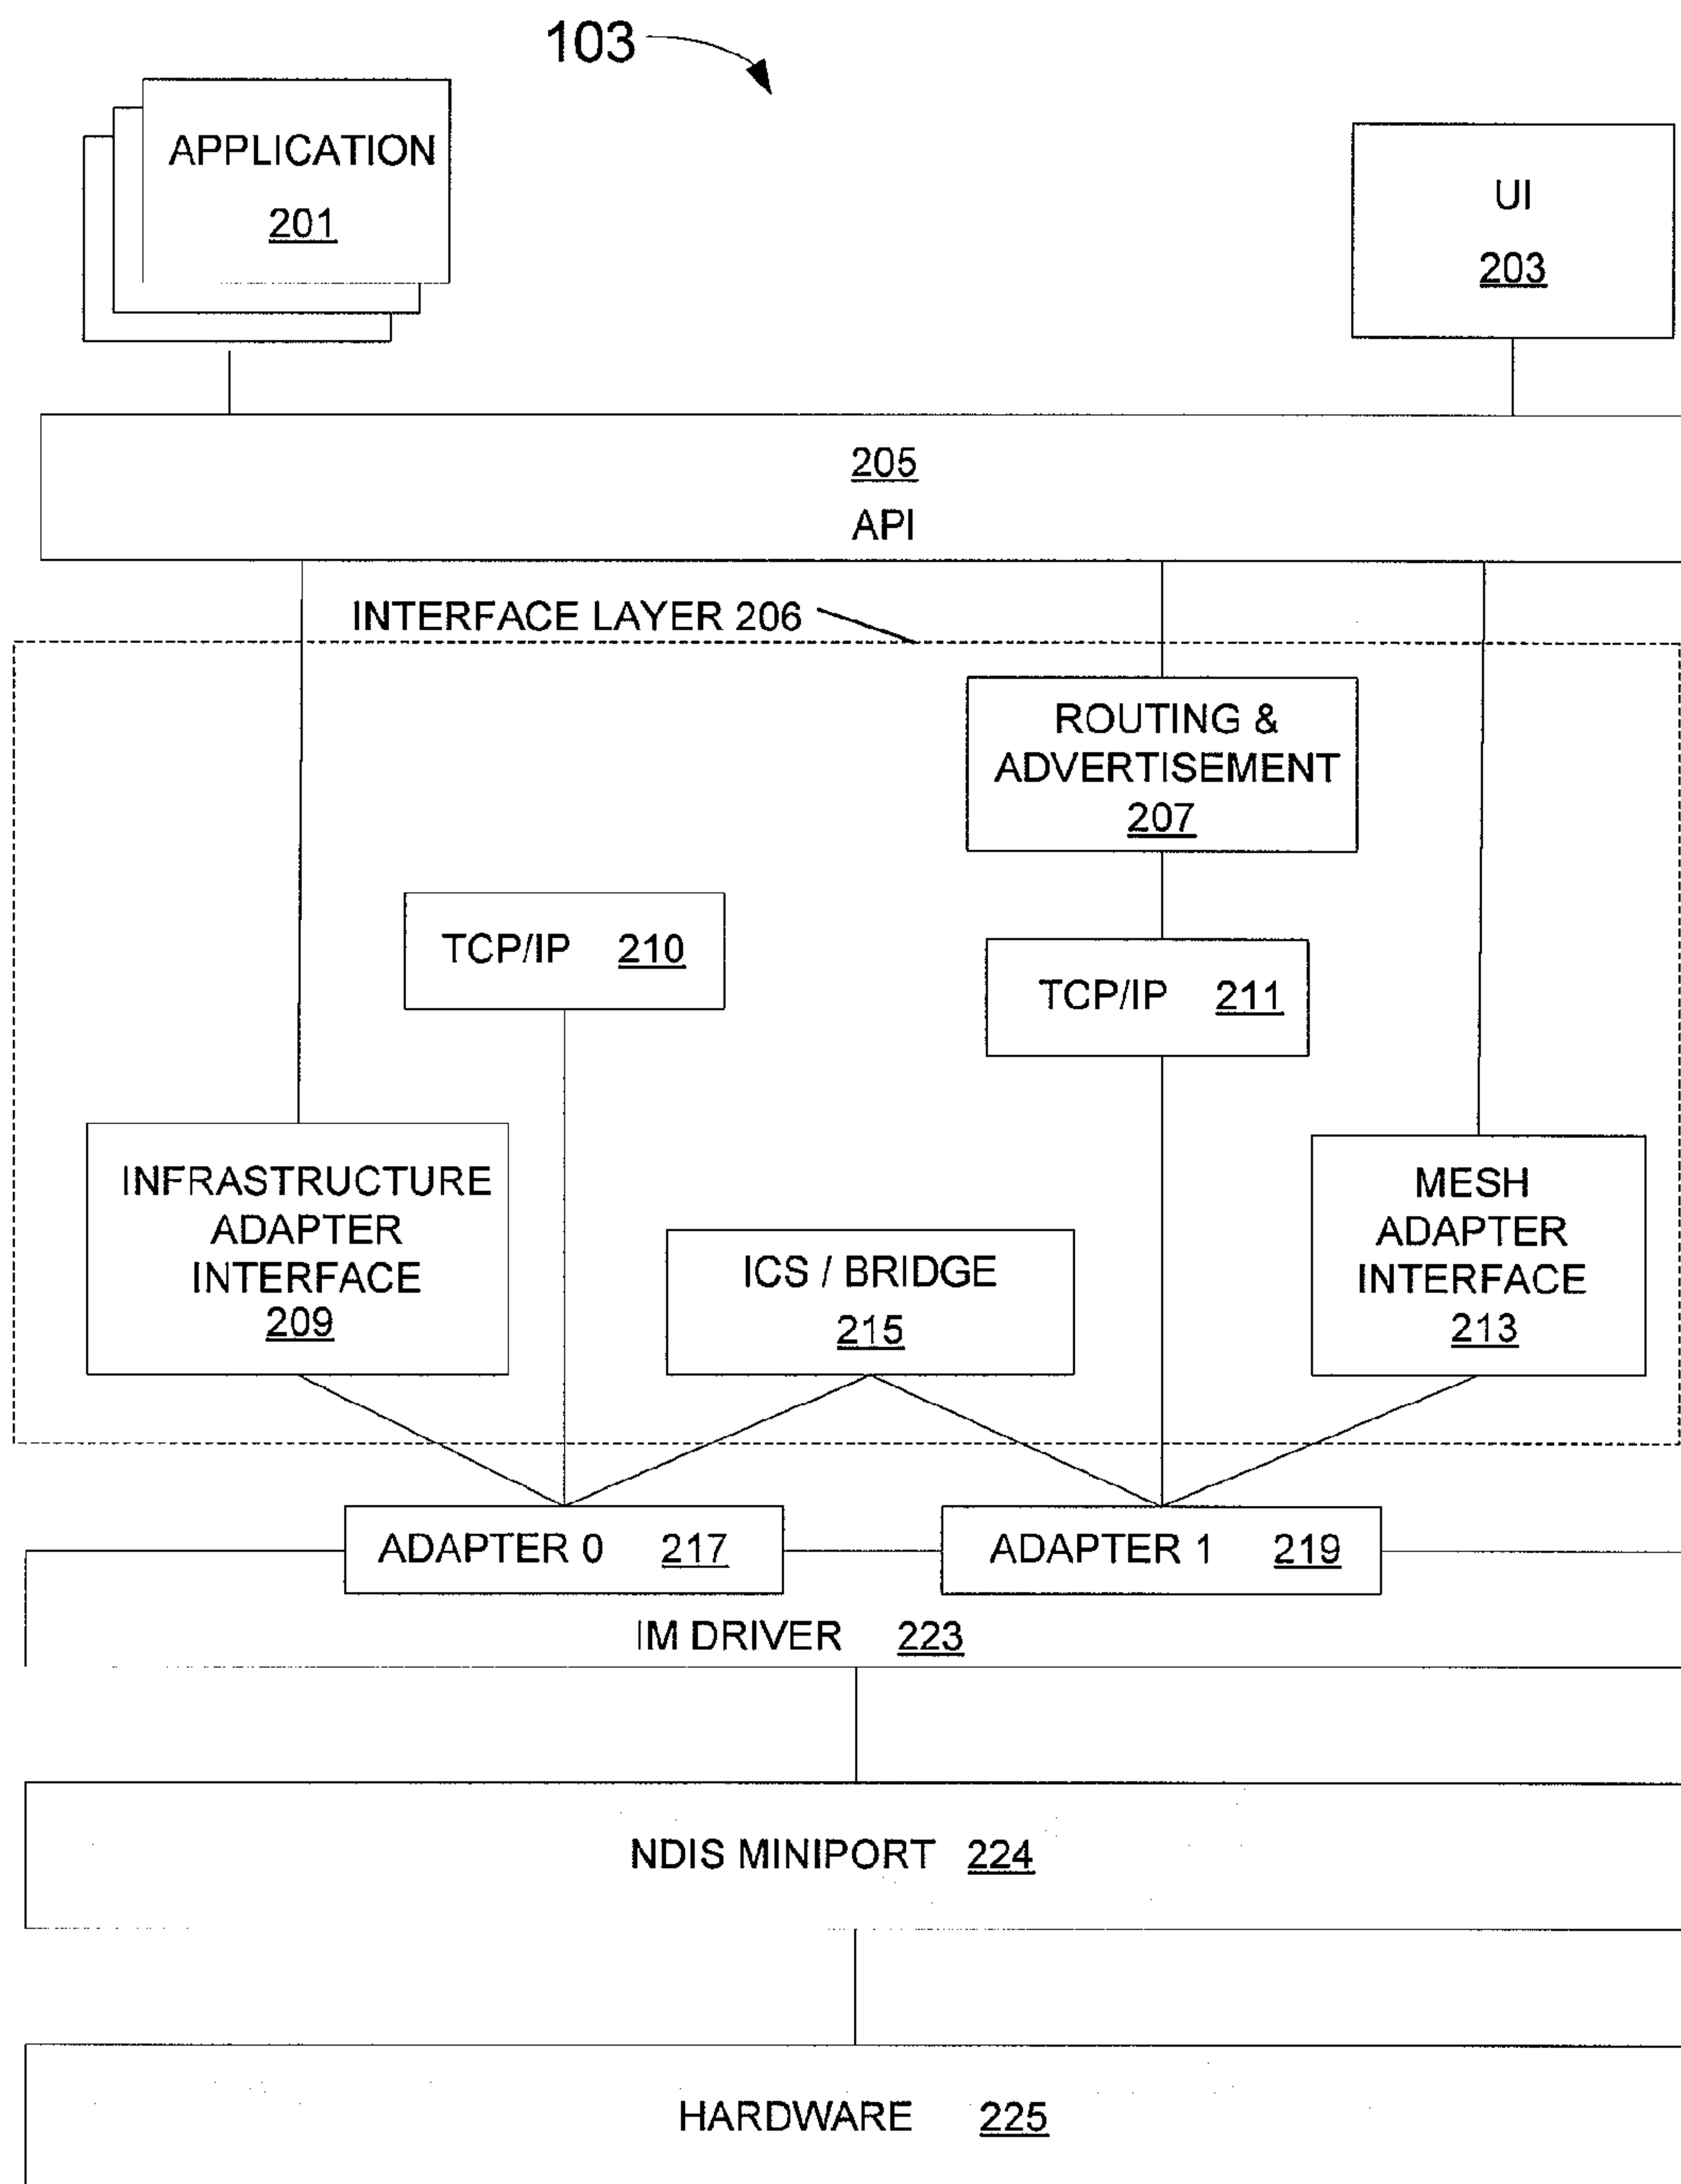 103
APPLICATION
201
UI
203
205
API
INTERFACE LAYER 206
ROUTING &
ADVERTISEMENT
207
TCP/IP 210
TCP/IP 211
INFRASTRUCTURE
ADAPTER
INTERFACE
209
ICS / BRIDGE
215
MESH
ADAPTER
INTERFACE
213
ADAPTER 0 217
ADAPTER 1 219
IM DRIVER 223
NDIS MINIPORT 224
HARDWARE 225